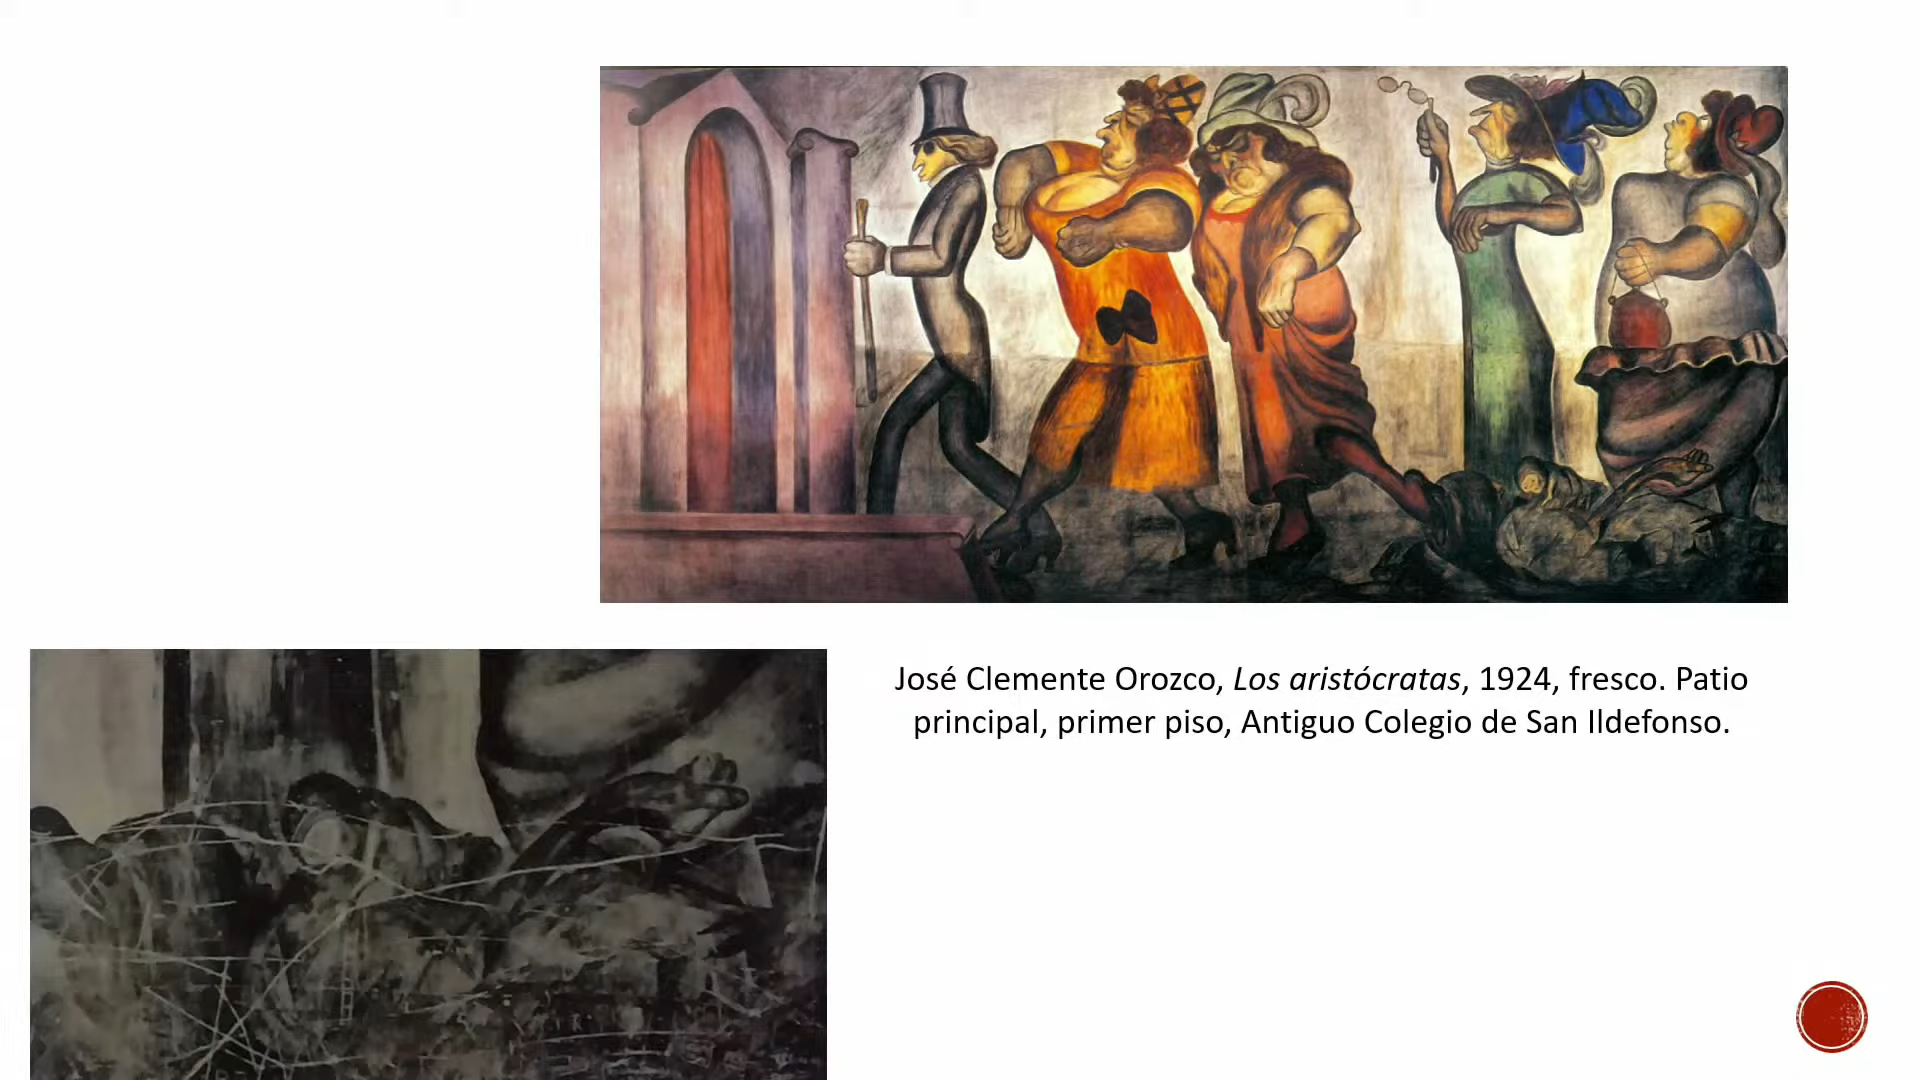 José Clemente Orozco, Los aristócratas, 1924, fresco. Patio
principal, primer piso, Antiguo Colegio de San Ildefonso.